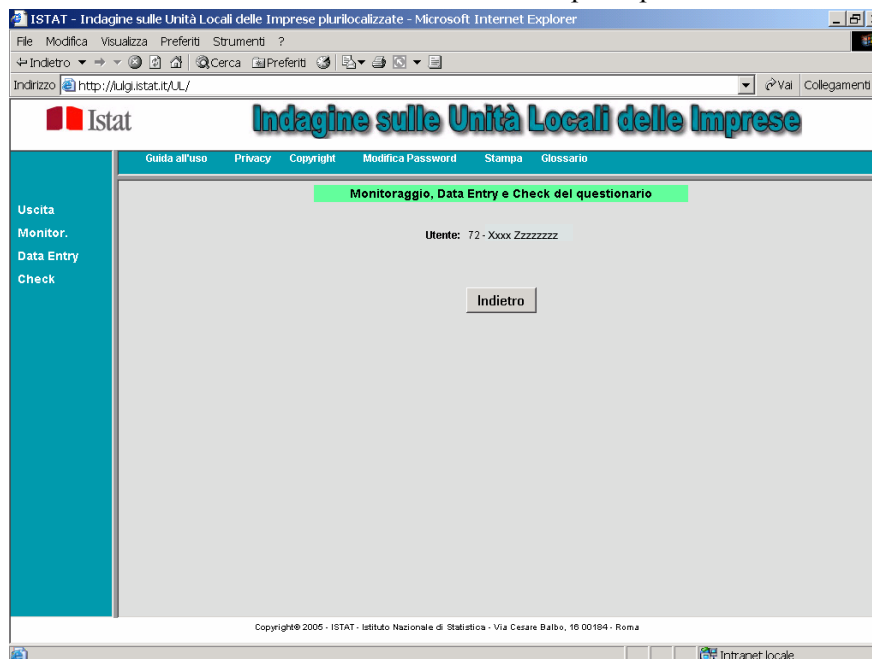 ISTAT - Indagine sulle Unità Locali delle Imprese plurilocalizzate - Microsoft Internet Explorer
File Modifica Visualizza Preferiti Strumenti ?
Indietro Cerca Preferiti
Indirizzo http://iulgi.istat.it/UL/ Vai Collegamenti
Istat Indagine sulle Unità Locali delle Imprese
Guida all'uso Privacy Copyright Modifica Password Stampa Glossario
Monitoraggio, Data Entry e Check del questionario
Uscita
Monitor.
Data Entry
Check
Utente: 72 - Xxxx Zzzzzzzz
Indietro
Copyright® 2005 - ISTAT - Istituto Nazionale di Statistica - Via Cesare Balbo, 16 00184 - Roma
Intranet locale